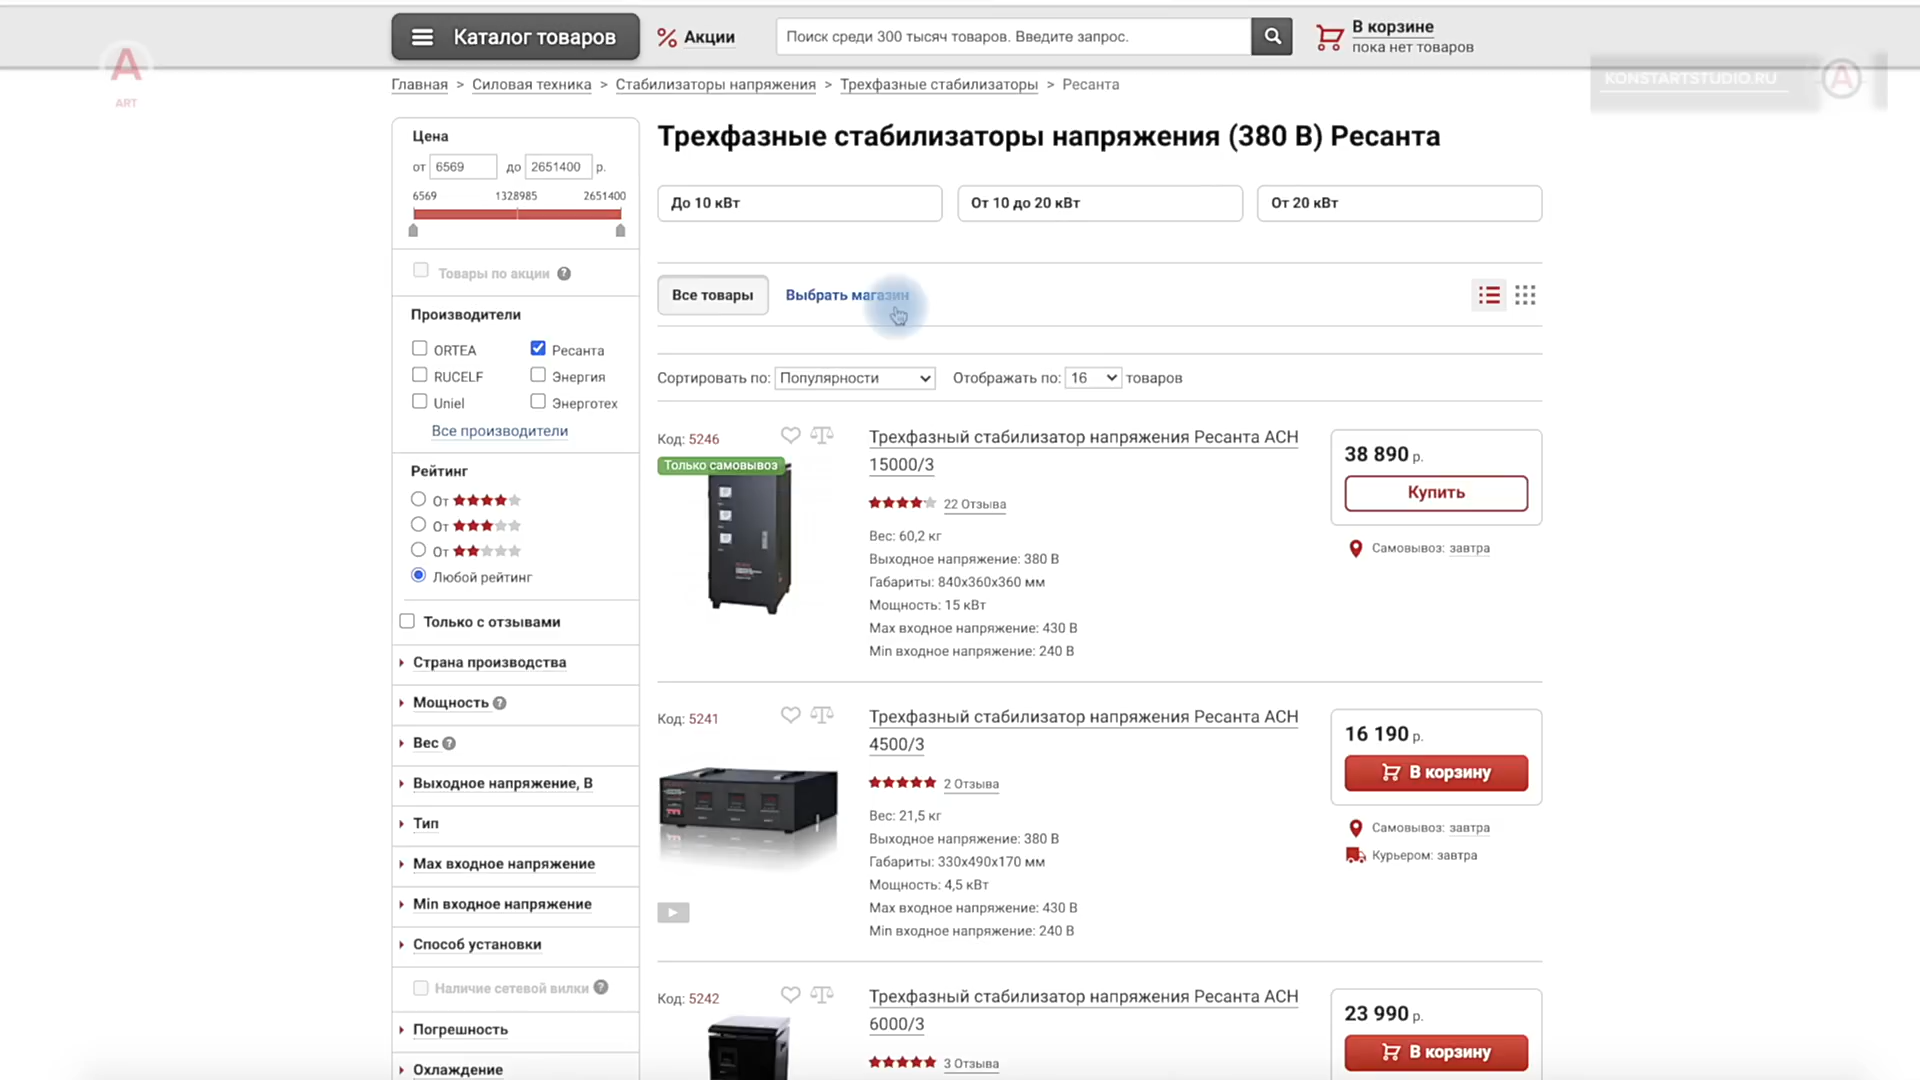 Каталог товаров
Акции
Поиск среди 300 тысяч товаров. Введите запрос.
В корзине
пока нет товаров
A
ART
KONSTARTSTUDIO.RU
A
Главная > Силовая техника > Стабилизаторы напряжения > Трехфазные стабилизаторы > Ресанта
Цена
от 6569 до 2651400 р.
6569 1328985 2651400
Товары по акции ?
Производители
ORTEA
Ресанта
RUCELF
Энергия
Uniel
Энерготех
Все производители
Рейтинг
От
От
От
Любой рейтинг
Только с отзывами
Страна производства
Мощность ?
Вес ?
Выходное напряжение, В
Тип
Max входное напряжение
Min входное напряжение
Способ установки
Наличие сетевой вилки ?
Погрешность
Охлаждение
Трехфазные стабилизаторы напряжения (380 В) Ресанта
До 10 кВт
От 10 до 20 кВт
От 20 кВт
Все товары
Выбрать магазин
Сортировать по: Популярности Отображать по: 16 товаров
Код: 5246
Только самовывоз
Трехфазный стабилизатор напряжения Ресанта АСН
15000/3
22 Отзыва
Вес: 60,2 кг
Выходное напряжение: 380 В
Габариты: 840x360x360 мм
Мощность: 15 кВт
Max входное напряжение: 430 В
Min входное напряжение: 240 В
38 890 р.
Купить
Самовывоз: завтра
Код: 5241
Трехфазный стабилизатор напряжения Ресанта АСН
4500/3
2 Отзыва
Вес: 21,5 кг
Выходное напряжение: 380 В
Габариты: 330x490x170 мм
Мощность: 4,5 кВт
Max входное напряжение: 430 В
Min входное напряжение: 240 В
16 190 р.
В корзину
Самовывоз: завтра
Курьером: завтра
Код: 5242
Трехфазный стабилизатор напряжения Ресанта АСН
6000/3
3 Отзыва
23 990 р.
В корзину